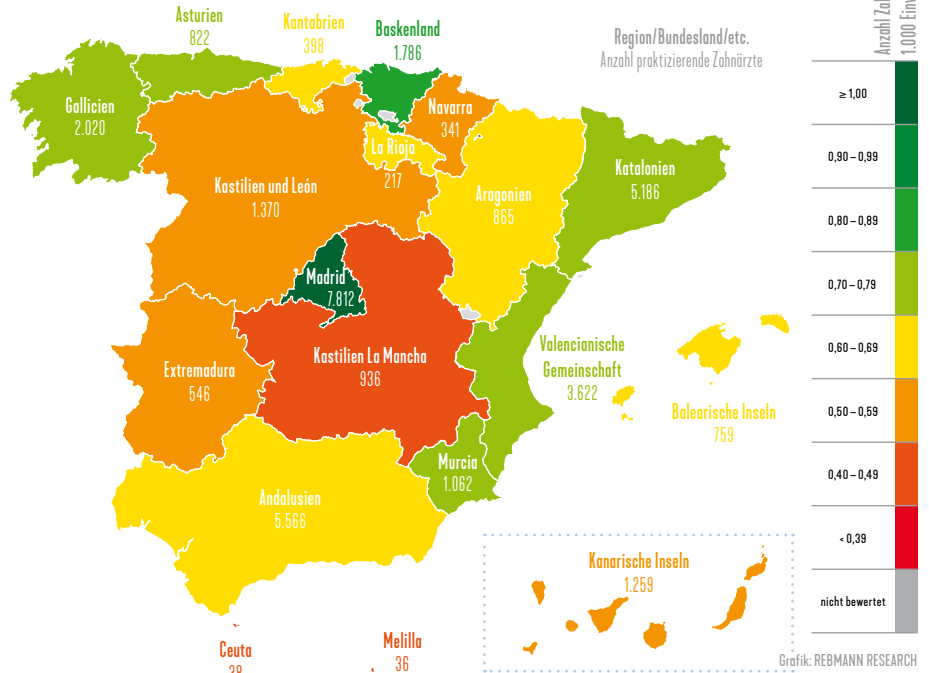 Asturien
822
Kantabrien
398
Baskenland
1.786
Region/Bundesland/etc.
Anzahl praktizierende Zahnärzte
Anzahl
1.000
Gallicien
2.020
Navarra
341
La Rioja
217
Kastilien und León
1.370
Aragonien
865
Katalonien
5.186
Madrid
7.812
Kastilien La Mancha
936
Extremadura
546
Valencianische
Gemeinschaft
3.622
Balearische Inseln
759
Murcia
1.062
Andalusien
5.566
Kanarische Inseln
1.259
Ceuta
Melilla
36
≥ 1,00
0,90 – 0,99
0,80 – 0,89
0,70 – 0,79
0,60 – 0,69
0,50 – 0,59
0,40 – 0,49
< 0,39
nicht bewertet
Grafik: REBMANN RESEARCH